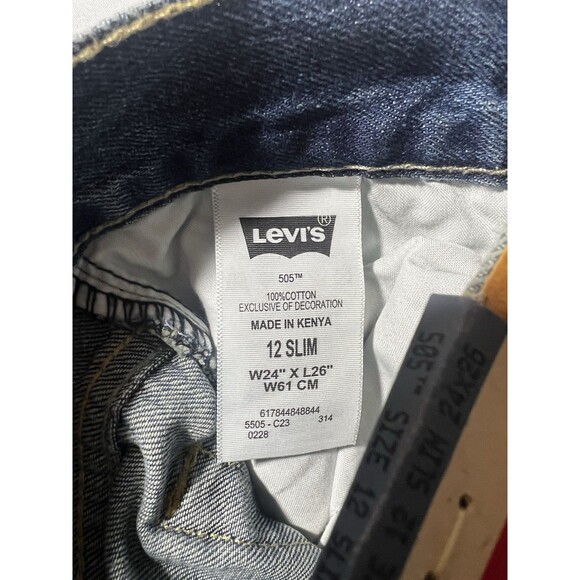 LEVI'S ®
505™
100%COTTON
EXCLUSIVE OF DECORATION
MADE IN KENYA
12 SLIM
W24" X L26"
W61 CM
617844848844
5505 - C23 314
0228
505 SIZE 12
12 SLIM 24X26